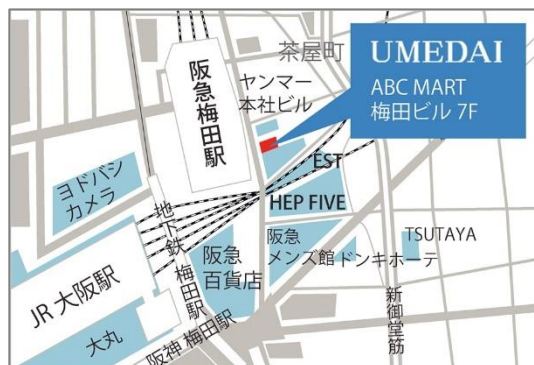 茶屋町
UMEDAI
ABC MART
梅田ビル 7F
ヤンマー
本社ビル
阪急梅田駅
EST
HEP FIVE
ヨドバシ
カメラ
地下鉄 梅田駅
阪急
百貨店
阪急
メンズ館
ドンキホーテ
TSUTAYA
新御堂筋
JR 大阪駅
大丸
阪神 梅田駅